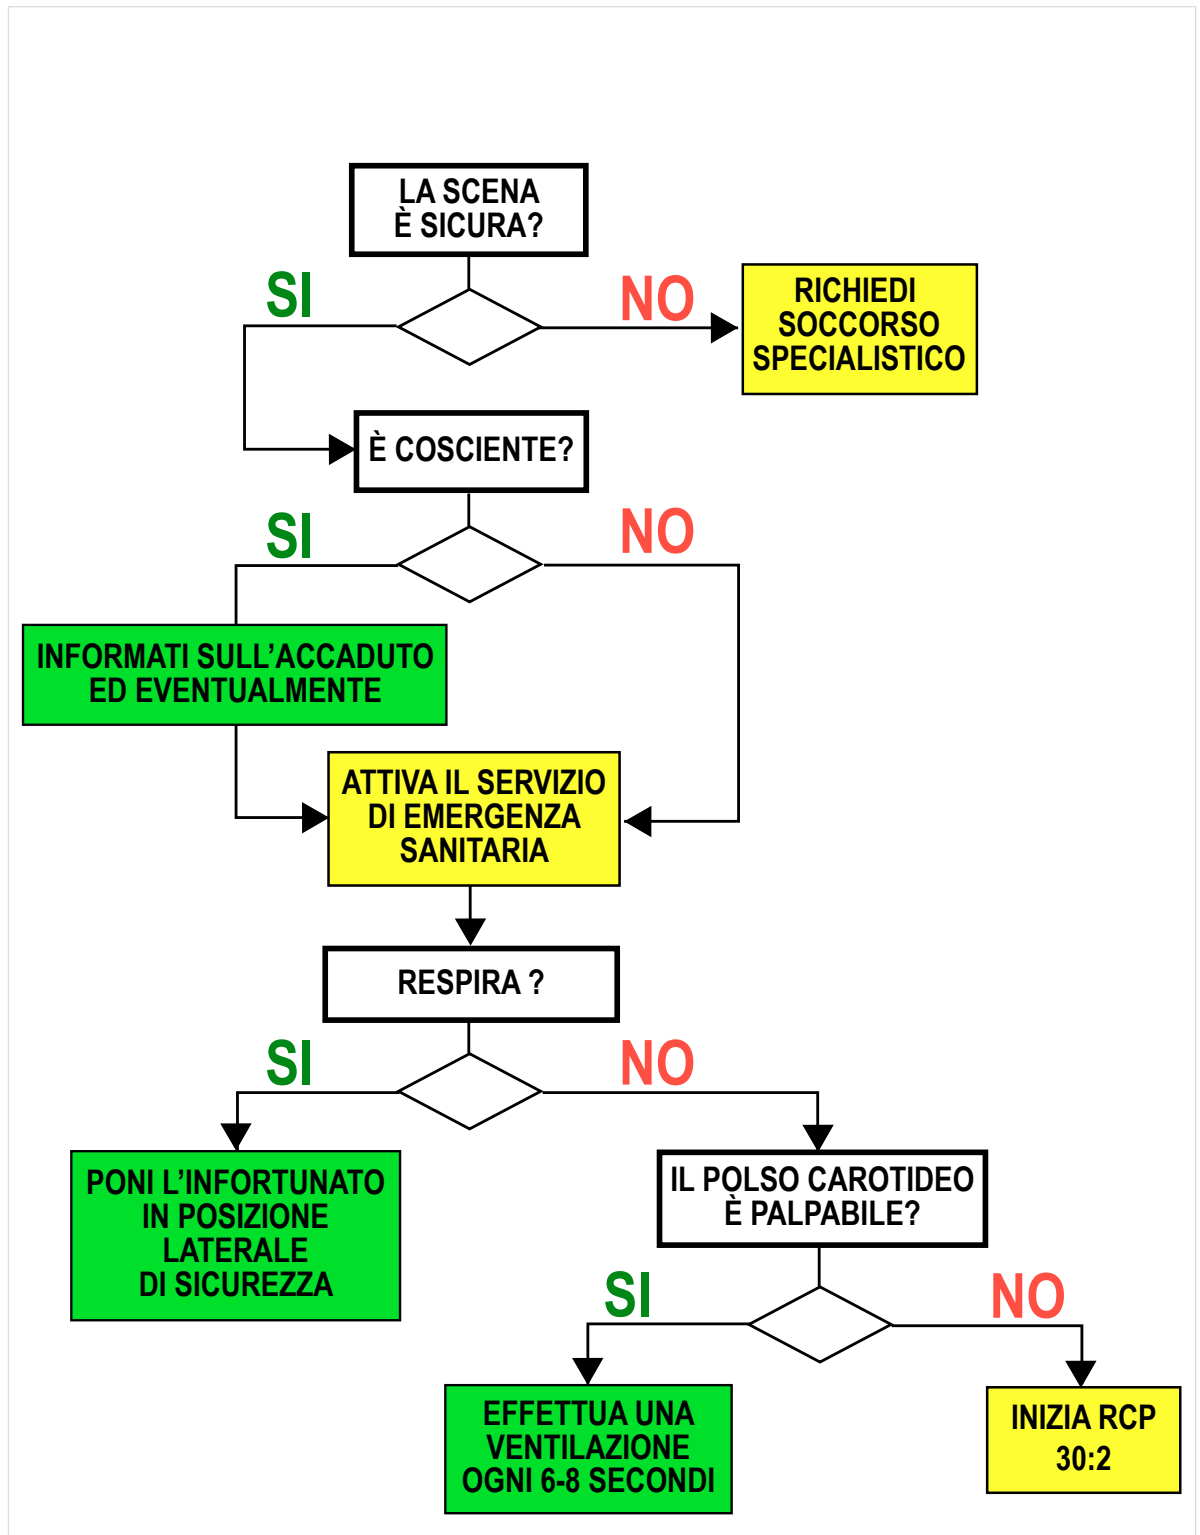 LA SCENA
È SICURA?
SI
NO
RICHIEDI
SOCCORSO
SPECIALISTICO
È COSCIENTE?
SI
NO
INFORMATI SULL'ACCADUTO
ED EVENTUALMENTE
ATTIVA IL SERVIZIO
DI EMERGENZA
SANITARIA
RESPIRA ?
SI
NO
PONI L'INFORTUNATO
IN POSIZIONE
LATERALE
DI SICUREZZA
IL POLSO CAROTIDEO
È PALPABILE?
SI
NO
EFFETTUA UNA
VENTILAZIONE
OGNI 6-8 SECONDI
INIZIA RCP
30:2